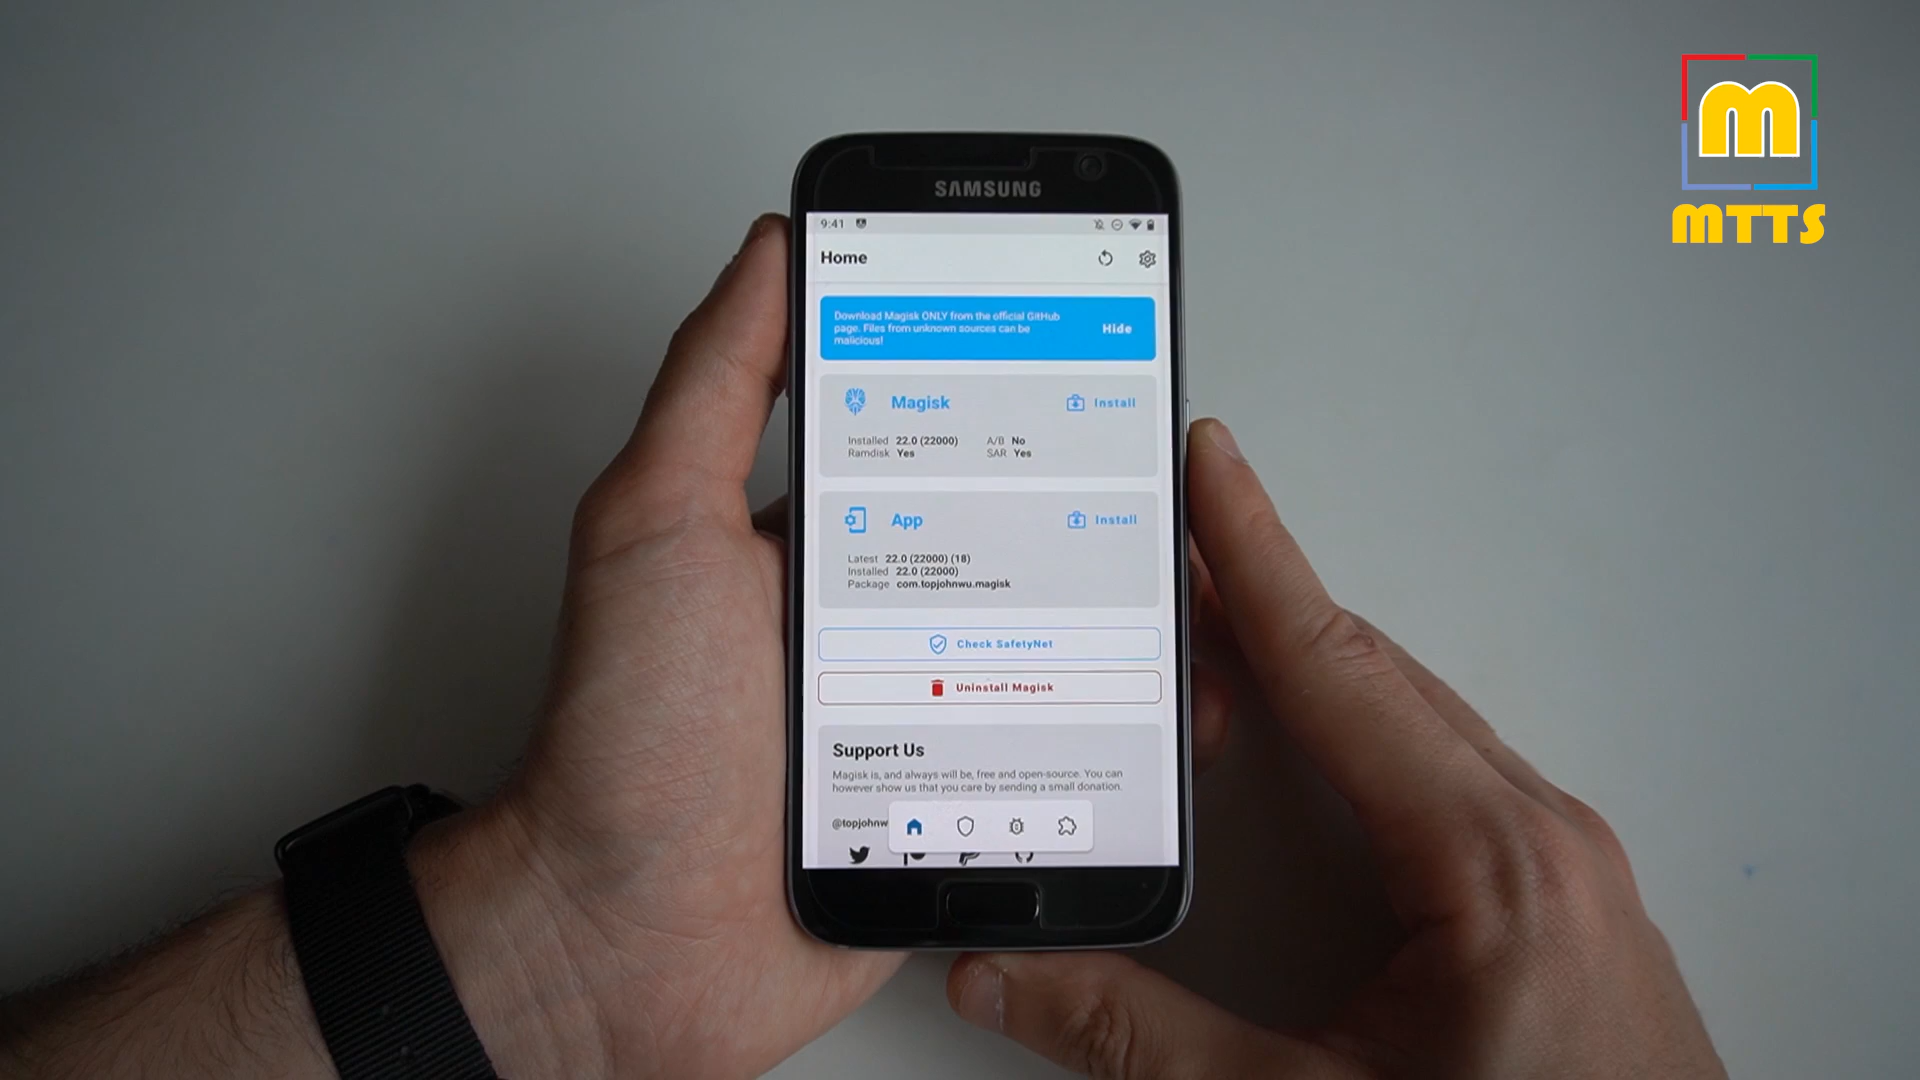 m
MTTS
SAMSUNG
9:41
Home
Download Magisk ONLY from the official GitHub
page. Files from unknown sources can be
malicious!
Hide
Magisk
Install
Installed 22.0 (22000) A/B No
Ramdisk Yes SAR Yes
App
Install
Latest 22.0 (22000) (18)
Installed 22.0 (22000)
Package com.topjohnwu.magisk
Check SafetyNet
Uninstall Magisk
Support Us
Magisk is, and always will be, free and open-source. You can
however show us that you care by sending a small donation.
@topjohnw